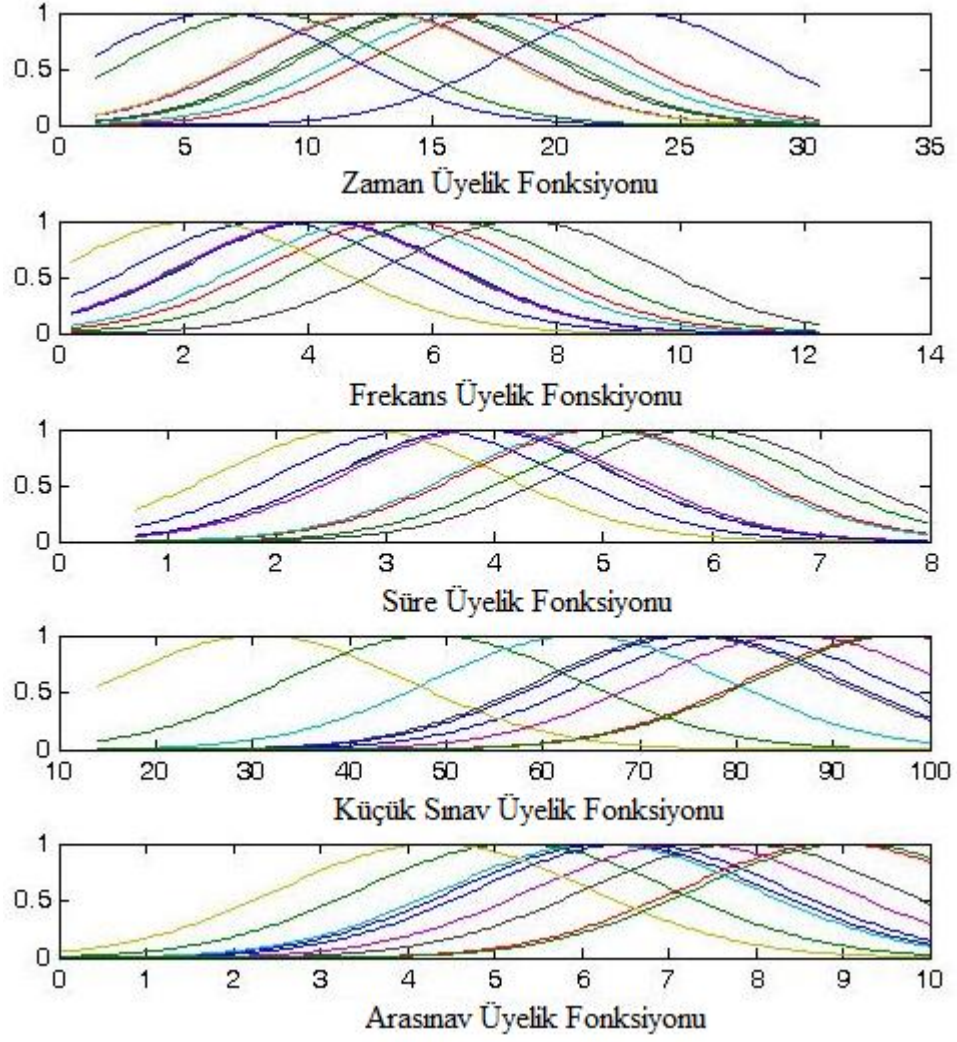 1
0.5
0
0 5 10 15 20 25 30 35
Zaman Üyelik Fonksiyonu
1
0.5
0
0 2 4 6 8 10 12 14
Frekans Üyelik Fonskiyonu
1
0.5
0
0 1 2 3 4 5 6 7 8
Süre Üyelik Fonksiyonu
1
0.5
0
10 20 30 40 50 60 70 80 90 100
Küçük Sınav Üyelik Fonksiyonu
1
0.5
0
0 1 2 3 4 5 6 7 8 9 10
Arasınav Üyelik Fonksiyonu